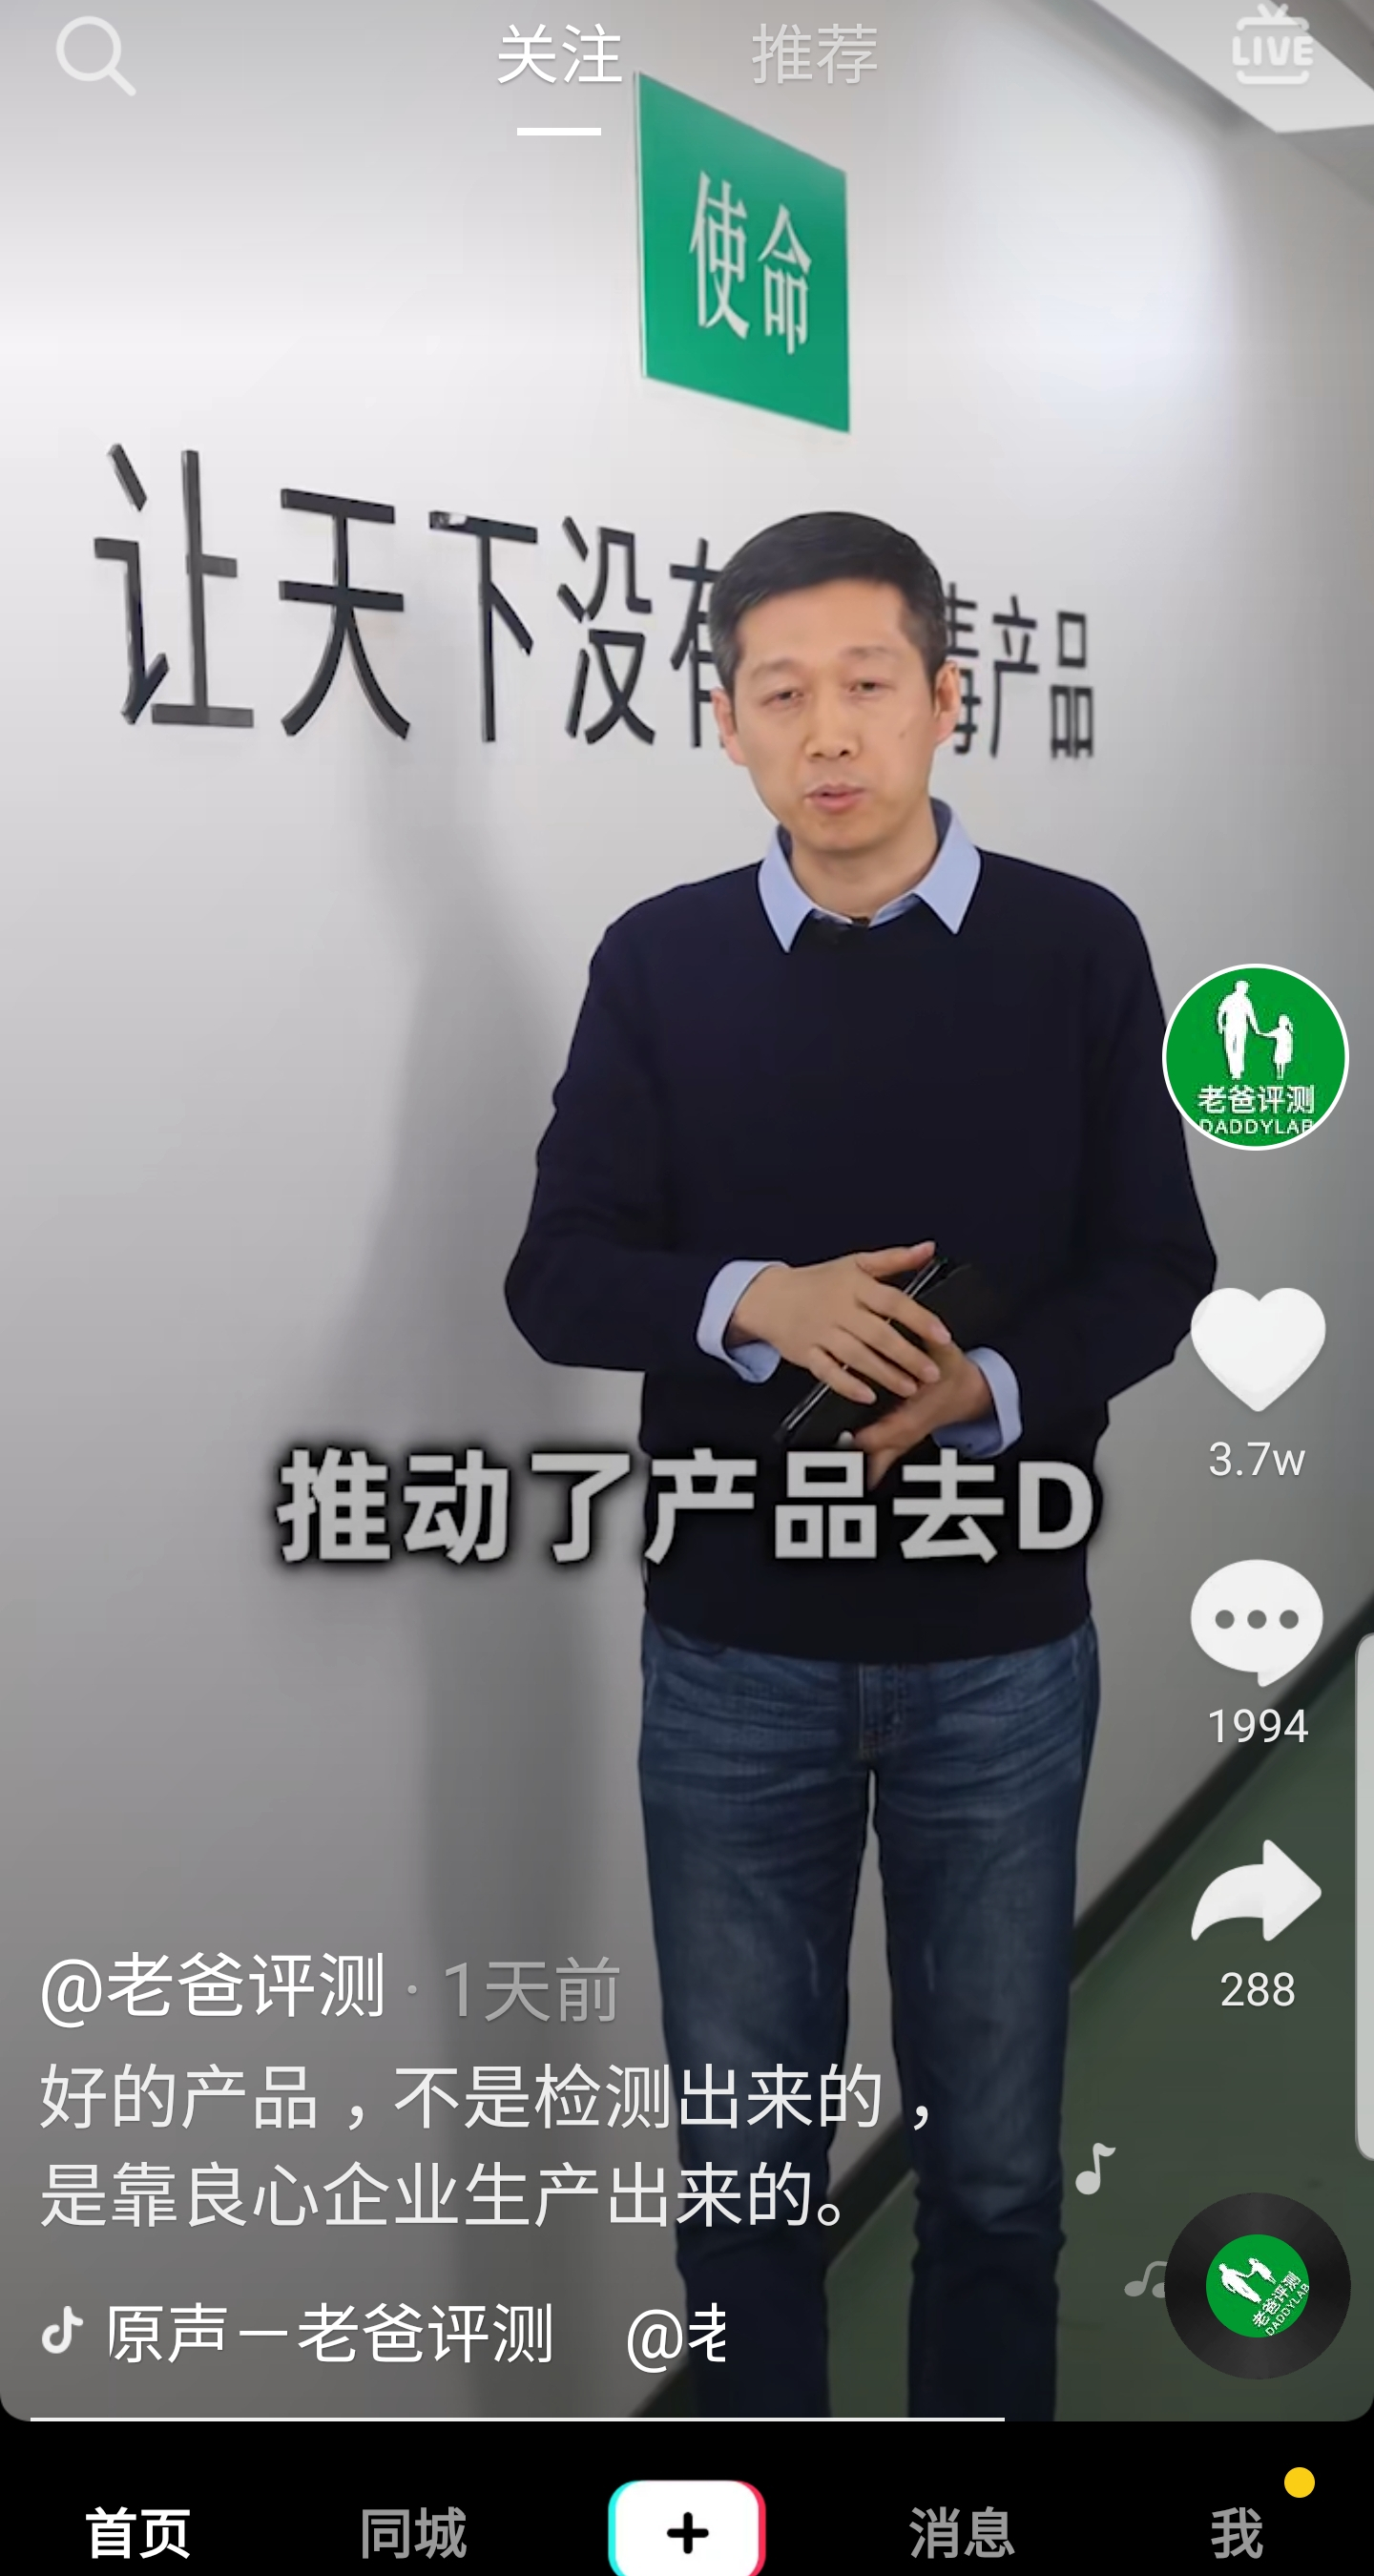 关注 推荐 LIVE
使命
让天下没有 毒产品
老爸评测
DADDYLAB
3.7w
推动了产品去D
1994
288
@老爸评测 · 1天前
好的产品，不是检测出来的，
是靠良心企业生产出来的。
原声－老爸评测 @老
老爸评测
DADDYLAB
首页 同城 消息 我